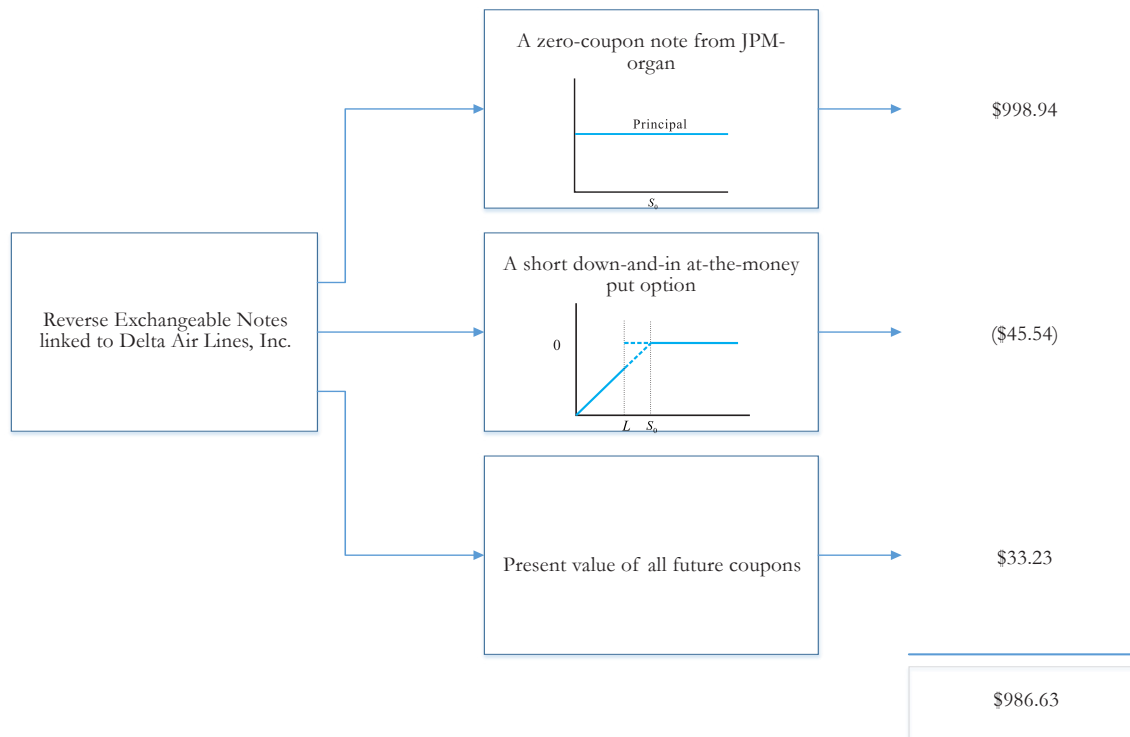 A zero-coupon note from JPM-
organ
Principal
S₀
$998.94
Reverse Exchangeable Notes
linked to Delta Air Lines, Inc.
A short down-and-in at-the-money
put option
0
L S₀
($45.54)
Present value of all future coupons
$33.23
$986.63